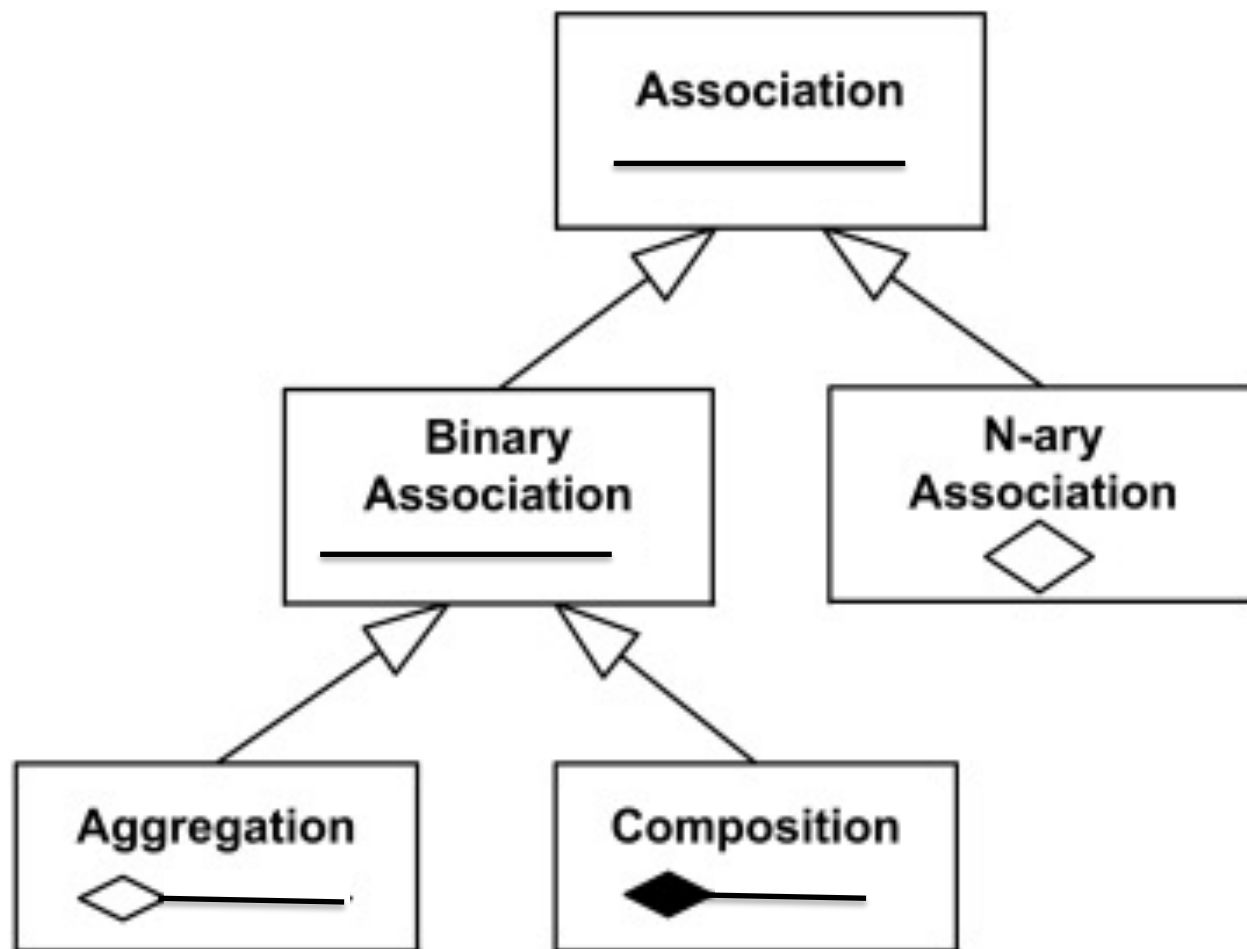 Association
Binary
Association
N-ary
Association
Aggregation
Composition